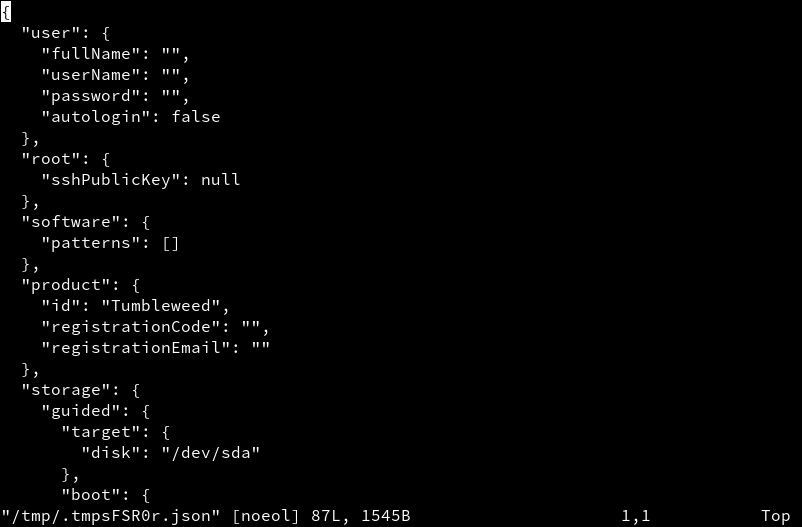 {
  "user": {
    "fullName": "",
    "userName": "",
    "password": "",
    "autologin": false
  },
  "root": {
    "sshPublicKey": null
  },
  "software": {
    "patterns": []
  },
  "product": {
    "id": "Tumbleweed",
    "registrationCode": "",
    "registrationEmail": ""
  },
  "storage": {
    "guided": {
      "target": {
        "disk": "/dev/sda"
      },
      "boot": {
"/tmp/.tmpsFSR0r.json" [noeol] 87L, 1545B                     1,1           Top